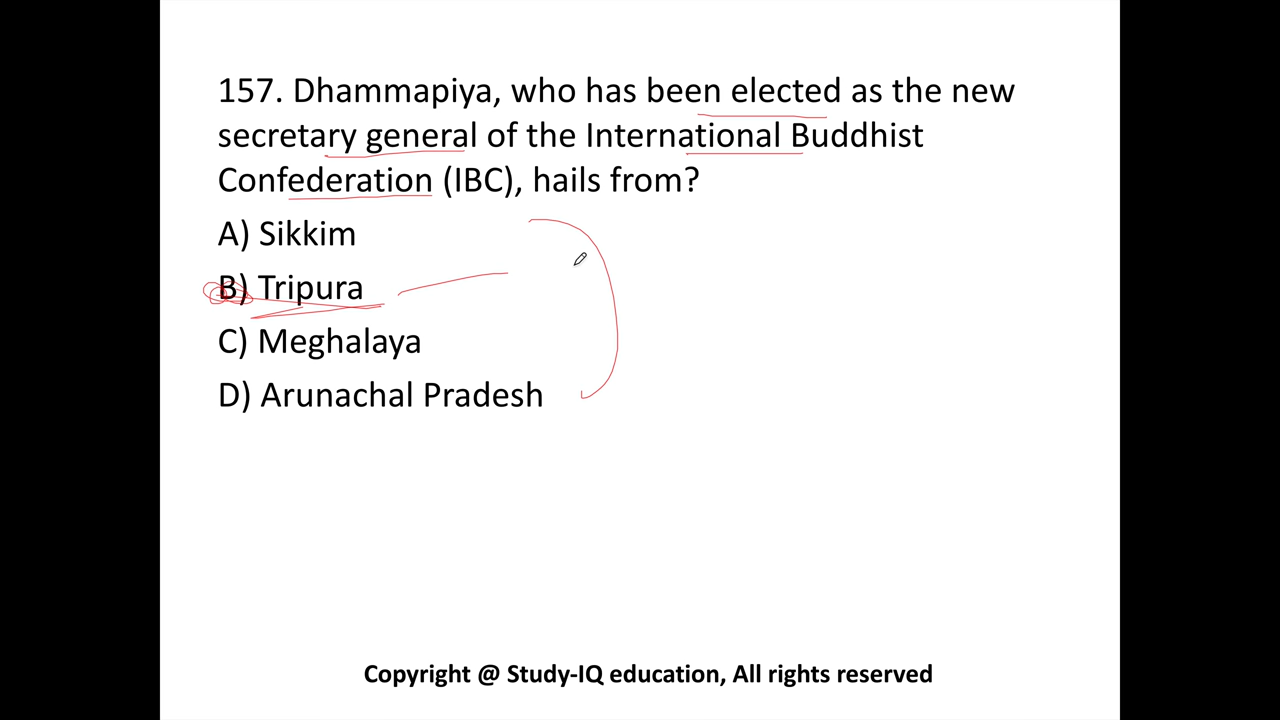 157. Dhammapiya, who has been elected as the new
secretary general of the International Buddhist
Confederation (IBC), hails from?
A) Sikkim
B) Tripura
C) Meghalaya
D) Arunachal Pradesh
Copyright @ Study-IQ education, All rights reserved